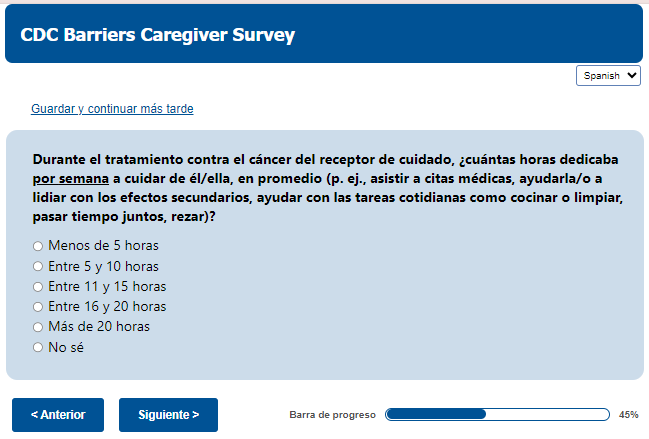 CDC Barriers Caregiver Survey
Spanish
Guardar y continuar más tarde
Durante el tratamiento contra el cáncer del receptor de cuidado, ¿cuántas horas dedicaba
por semana a cuidar de él/ella, en promedio (p. ej., asistir a citas médicas, ayudarla/o a
lidiar con los efectos secundarios, ayudar con las tareas cotidianas como cocinar o limpiar,
pasar tiempo juntos, rezar)?
Menos de 5 horas
Entre 5 y 10 horas
Entre 11 y 15 horas
Entre 16 y 20 horas
Más de 20 horas
No sé
< Anterior
Siguiente >
Barra de progreso
45%